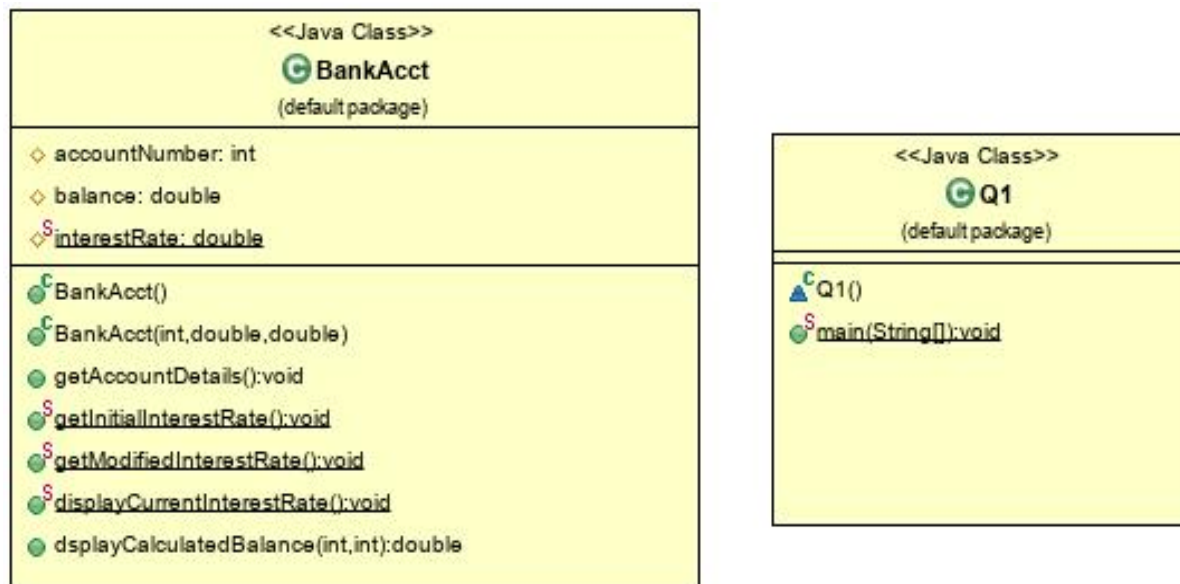 <<Java Class>>
BankAcct
(default package)
accountNumber: int
balance: double
interestRate: double
BankAcct()
BankAcct(int,double,double)
getAccountDetails():void
getInitialInterestRate():void
getModifiedInterestRate():void
displayCurrentInterestRate():void
dsplayCalculatedBalance(int,int):double
<<Java Class>>
Q1
(default package)
Q1()
main(String[]):void